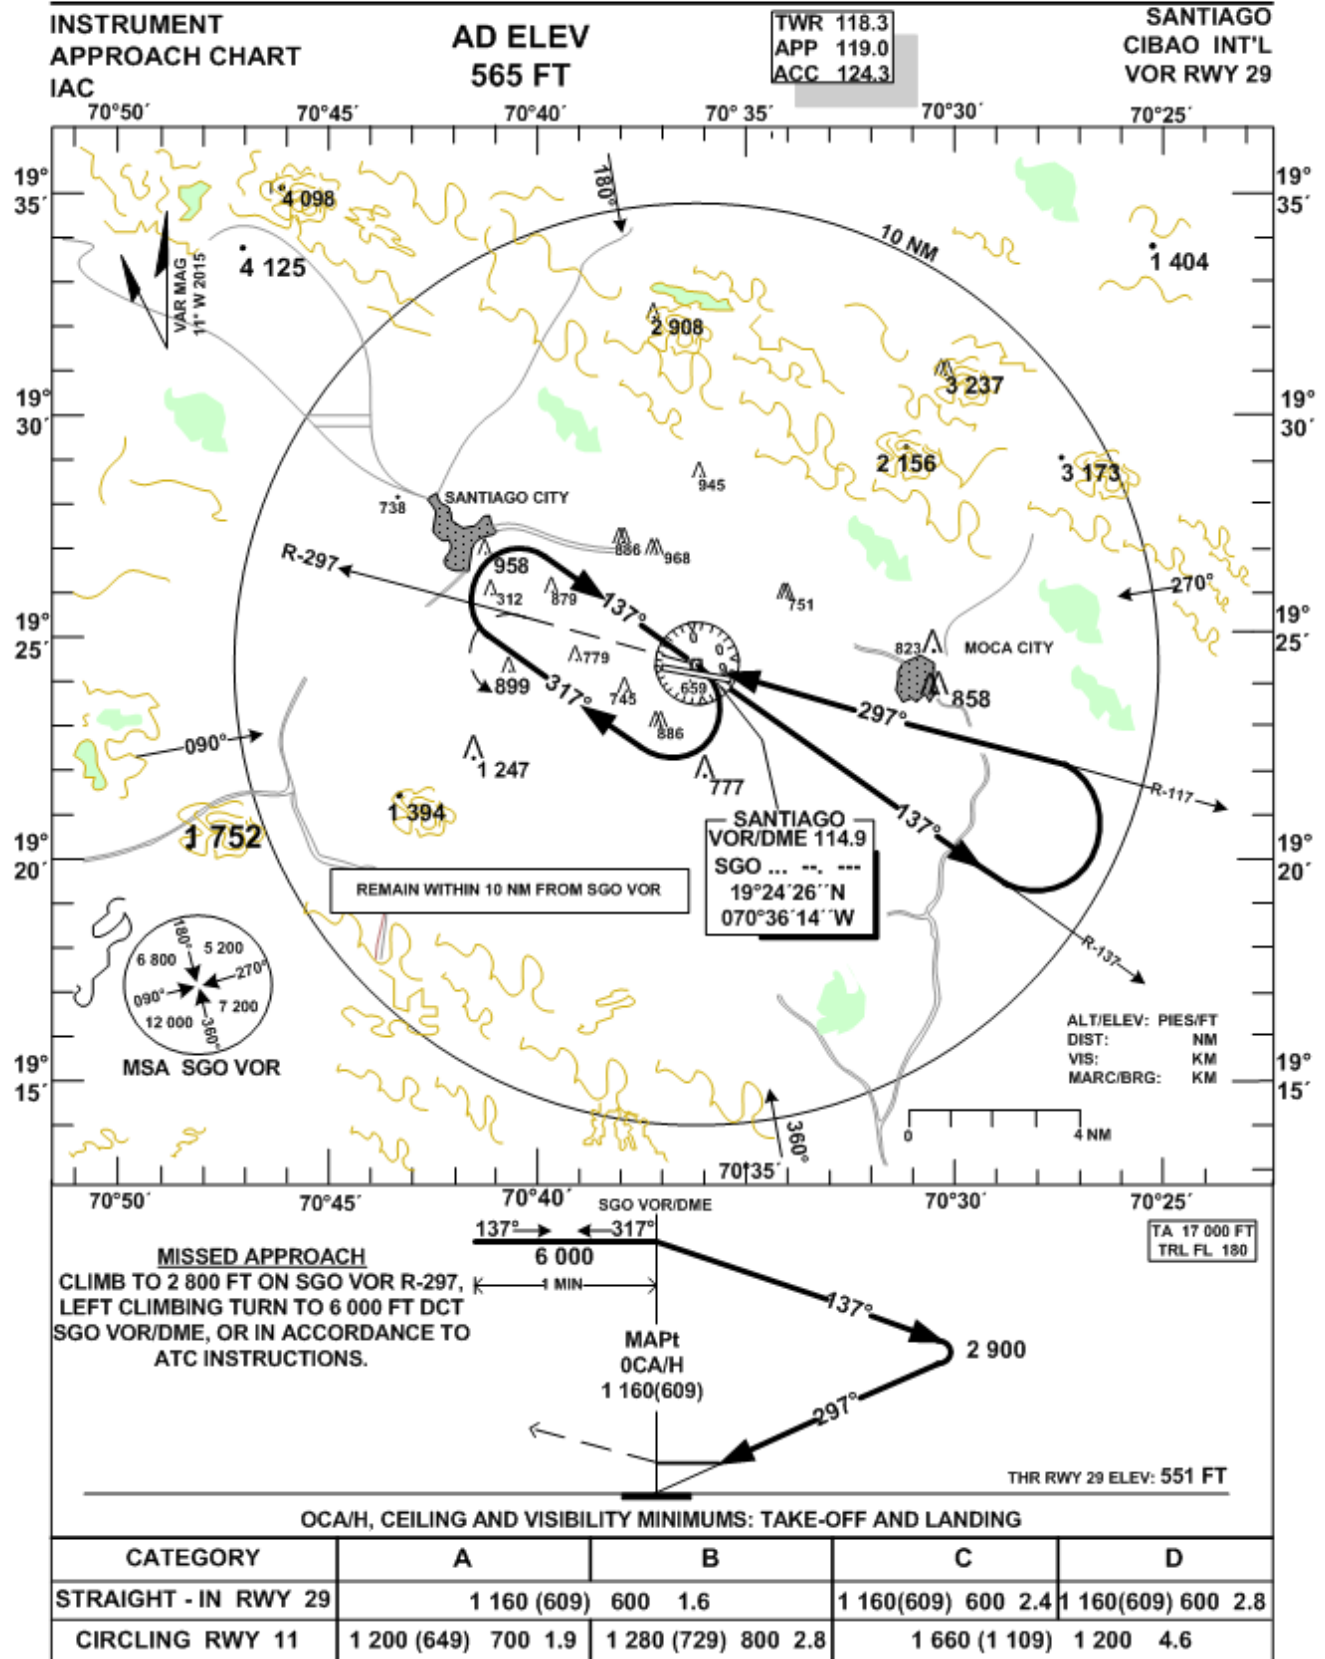 INSTRUMENT
APPROACH CHART
IAC
AD ELEV
565 FT
TWR 118.3
APP 119.0
ACC 124.3
SANTIAGO
CIBAO INT'L
VOR RWY 29
70°50´ 70°45´ 70°40´ 70°35´ 70°30´ 70°25´
19°
35´
19°
35´
180°
4 098
10 NM
4 125
1 404
VAR MAG
11° W 2015
2 908
3 237
19°
30´
19°
30´
2 156
3 173
945
738
SANTIAGO CITY
886
968
R-297
958
312
879
137°
751
270°
19°
25´
19°
25´
823
MOCA CITY
779
899
317°
745
659
886
858
297°
090°
1 247
777
R-117
1 394
137°
1 752
SANTIAGO
VOR/DME 114.9
SGO ... --. ---
19°24´26´´N
070°36´14´´W
19°
20´
19°
20´
REMAIN WITHIN 10 NM FROM SGO VOR
R-137
180°
5 200
6 800
270°
090°
7 200
12 000
360°
MSA SGO VOR
ALT/ELEV: PIES/FT
DIST: NM
VIS: KM
MARC/BRG: KM
19°
15´
19°
15´
0 4 NM
360°
70°35´
70°50´ 70°45´ 70°40´ 70°30´ 70°25´
SGO VOR/DME
137° 317°
6 000
1 MIN
TA 17 000 FT
TRL FL 180
MISSED APPROACH
CLIMB TO 2 800 FT ON SGO VOR R-297,
LEFT CLIMBING TURN TO 6 000 FT DCT
SGO VOR/DME, OR IN ACCORDANCE TO
ATC INSTRUCTIONS.
137°
2 900
MAPt
0CA/H
1 160(609)
297°
THR RWY 29 ELEV: 551 FT
OCA/H, CEILING AND VISIBILITY MINIMUMS: TAKE-OFF AND LANDING
CATEGORY A B C D
STRAIGHT - IN RWY 29 1 160 (609) 600 1.6 1 160(609) 600 2.4 1 160(609) 600 2.8
CIRCLING RWY 11 1 200 (649) 700 1.9 1 280 (729) 800 2.8 1 660 (1 109) 1 200 4.6